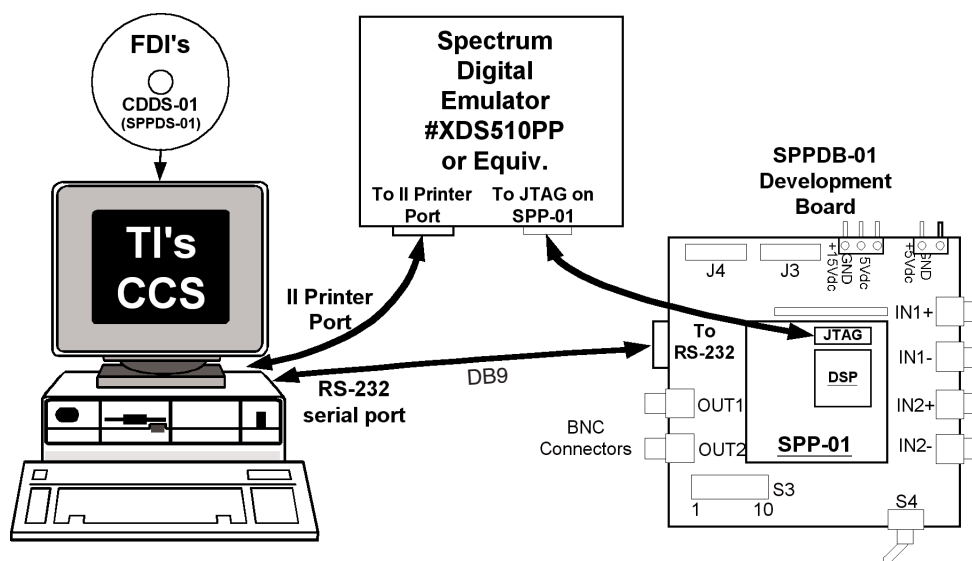 FDI's
CDDS-01
(SPPDS-01)
TI's
CCS
Spectrum
Digital
Emulator
#XDS510PP
or Equiv.
To II Printer
Port
To JTAG on
SPP-01
II Printer
Port
RS-232
serial port
DB9
SPPDB-01
Development
Board
J4
J3
+15Vdc
GND
5Vdc
+5Vdc
GND
To
RS-232
JTAG
DSP
SPP-01
IN1+
IN1-
IN2+
IN2-
OUT1
OUT2
BNC
Connectors
S3
1
10
S4